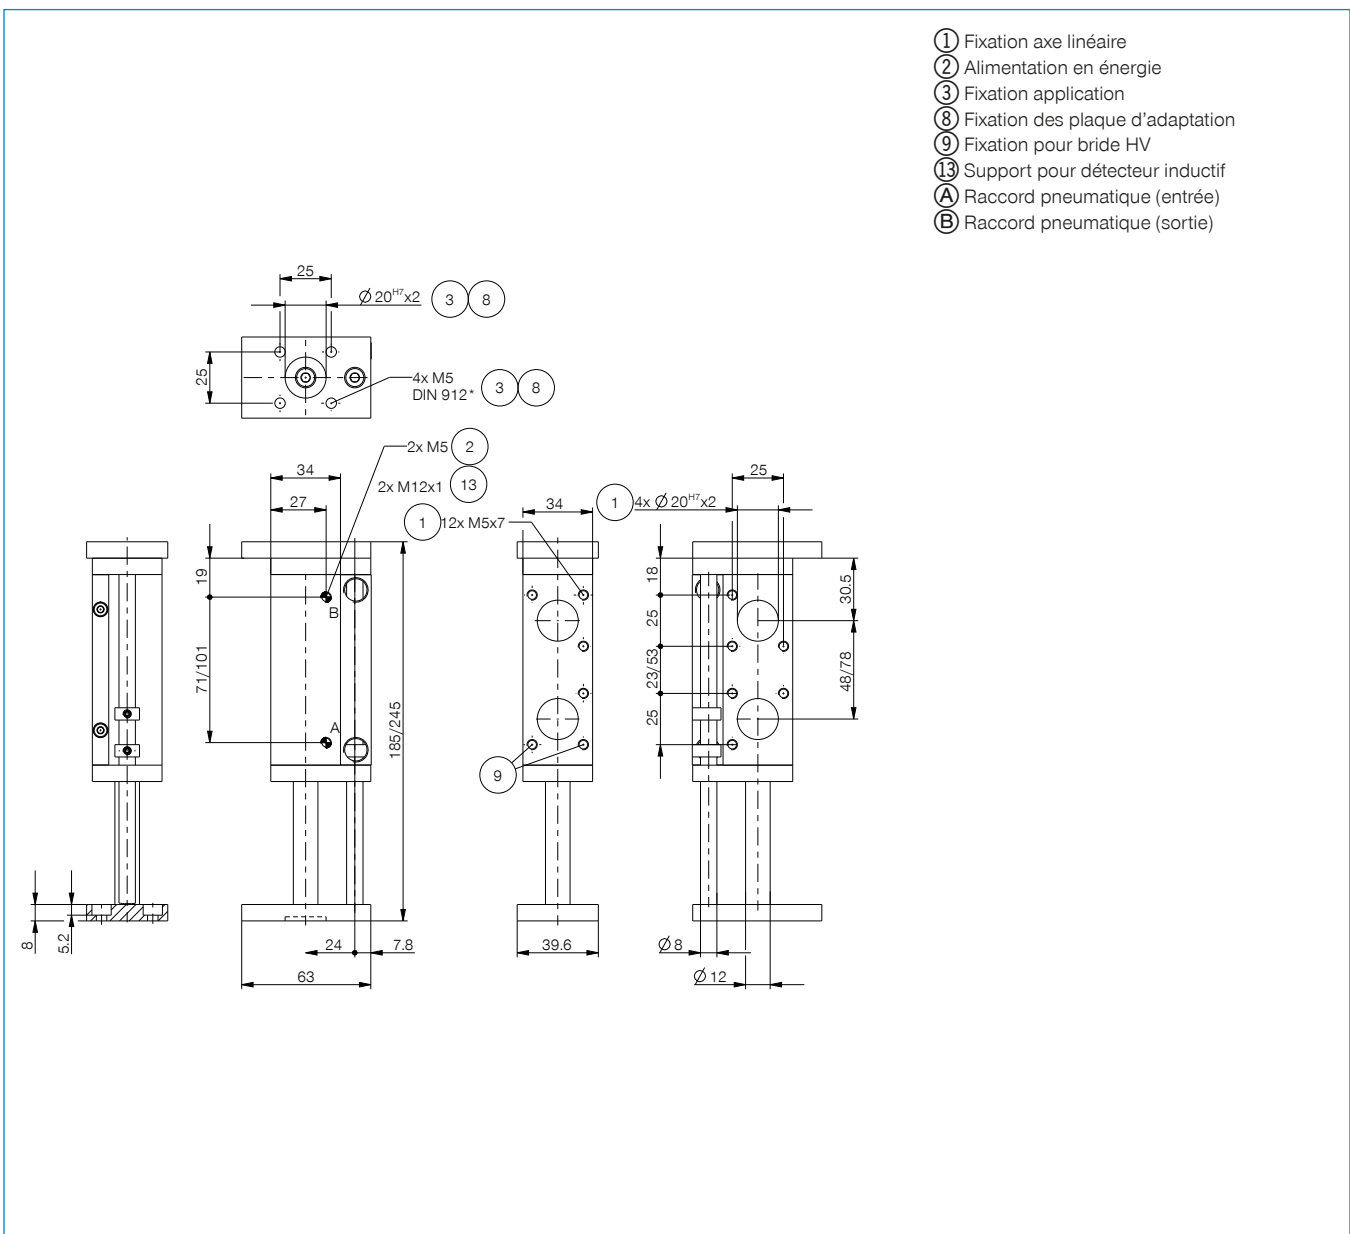 1 Fixation axe linéaire
2 Alimentation en énergie
3 Fixation application
8 Fixation des plaque d'adaptation
9 Fixation pour bride HV
13 Support pour détecteur inductif
A Raccord pneumatique (entrée)
B Raccord pneumatique (sortie)
25
Ø 20H7x2 3 8
25
4x M5
DIN 912* 3 8
2x M5 2
34
2x M12x1 13
27
1 12x M5x7
34
1 4x Ø 20H7x2
25
19
B
71/101
A
185/245
18
25
23/53
25
30.5
48/78
9
8
5.2
24
7.8
63
39.6
Ø 8
Ø 12